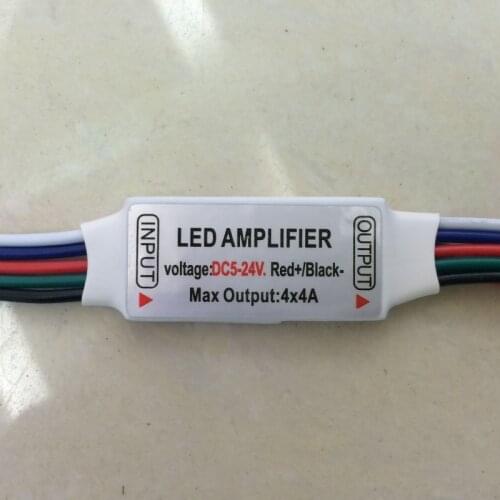 INPUT
LED AMPLIFIER
voltage:DC5-24V. Red+/Black-
Max Output:4x4A
OUTPUT